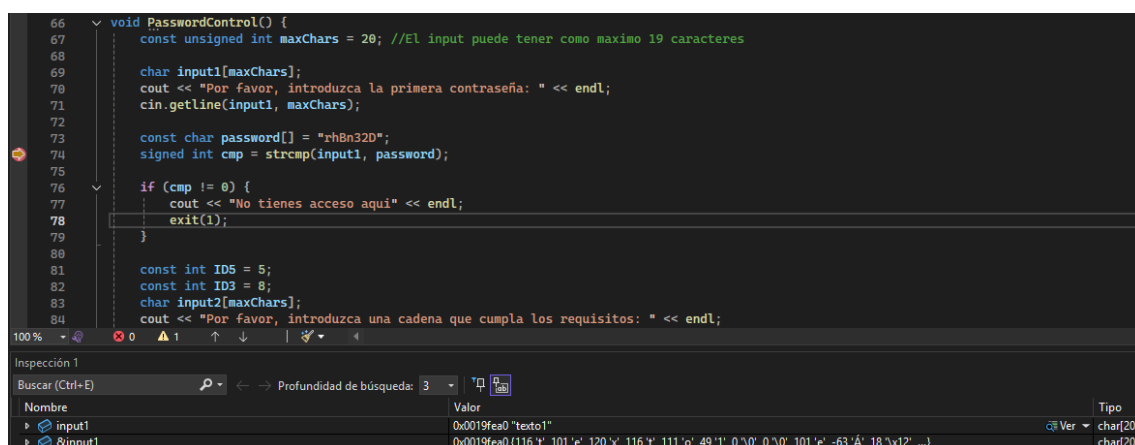 66 void PasswordControl() {
67 const unsigned int maxChars = 20; //El input puede tener como maximo 19 caracteres
68
69 char input1[maxChars];
70 cout << "Por favor, introduzca la primera contraseña: " << endl;
71 cin.getline(input1, maxChars);
72
73 const char password[] = "rhBn32D";
74 signed int cmp = strcmp(input1, password);
75
76 if (cmp != 0) {
77 cout << "No tienes acceso aqui" << endl;
78 exit(1);
79 }
80
81 const int ID5 = 5;
82 const int ID3 = 8;
83 char input2[maxChars];
84 cout << "Por favor, introduzca una cadena que cumpla los requisitos: " << endl;
100 % 0 1
Inspección 1
Buscar (Ctrl+E) Profundidad de búsqueda: 3
Nombre Valor Tipo
input1 0x0019fea0 "texto1" Ver char[20
&input1 0x0019fea0 {116 't', 101 'e', 120 'x', 116 't', 111 'o', 49 '1', 0 '\0', 0 '\0', 101 'e', -63 'Á', 18 '\x12', ...} char[20